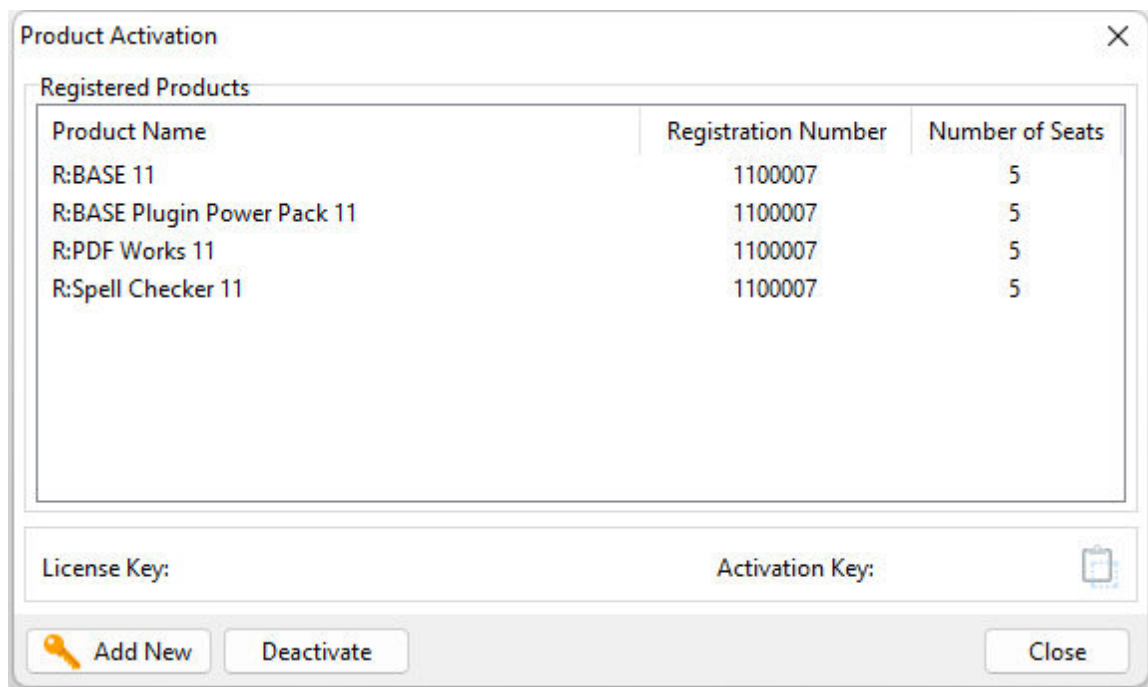 Product Activation
Registered Products
Product Name Registration Number Number of Seats
R:BASE 11 1100007 5
R:BASE Plugin Power Pack 11 1100007 5
R:PDF Works 11 1100007 5
R:Spell Checker 11 1100007 5
License Key: Activation Key:
Add New Deactivate Close